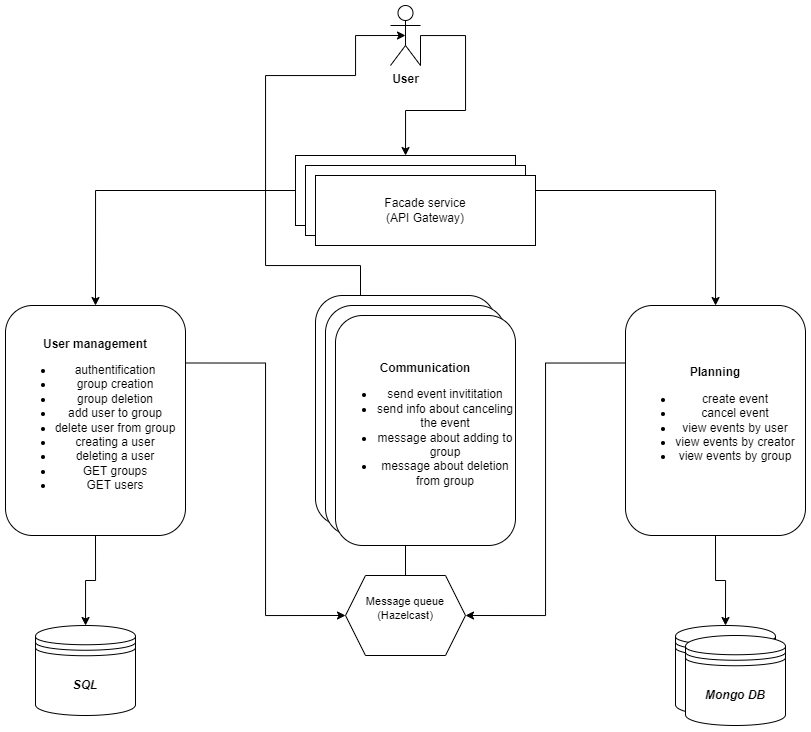 User
Facade service
(API Gateway)
User management
authentification
group creation
group deletion
add user to group
delete user from group
creating a user
deleting a user
GET groups
GET users
Communication
send event invititation
send info about canceling
the event
message about adding to
group
message about deletion
from group
Planning
create event
cancel event
view events by user
view events by creator
view events by group
Message queue
(Hazelcast)
SQL
Mongo DB